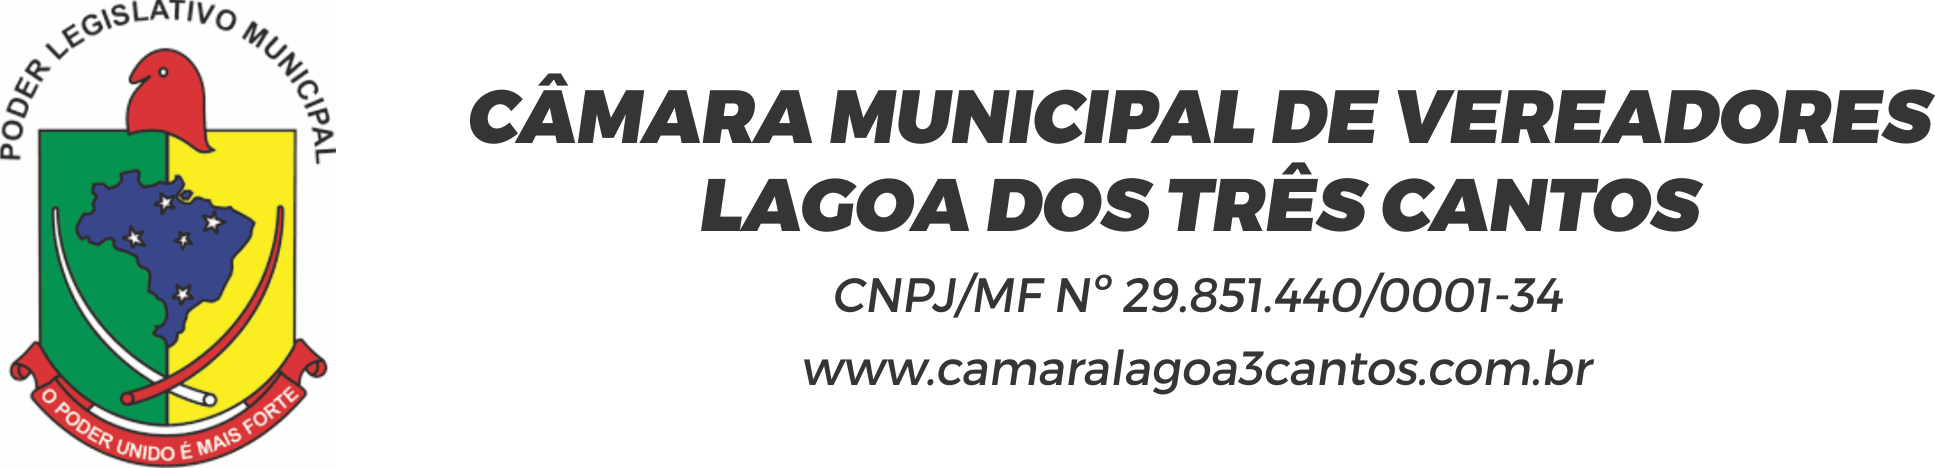 PODER LEGISLATIVO MUNICIPAL
O PODER UNIDO É MAIS FORTE
CÂMARA MUNICIPAL DE VEREADORES
LAGOA DOS TRÊS CANTOS
CNPJ/MF Nº 29.851.440/0001-34
www.camaralagoa3cantos.com.br